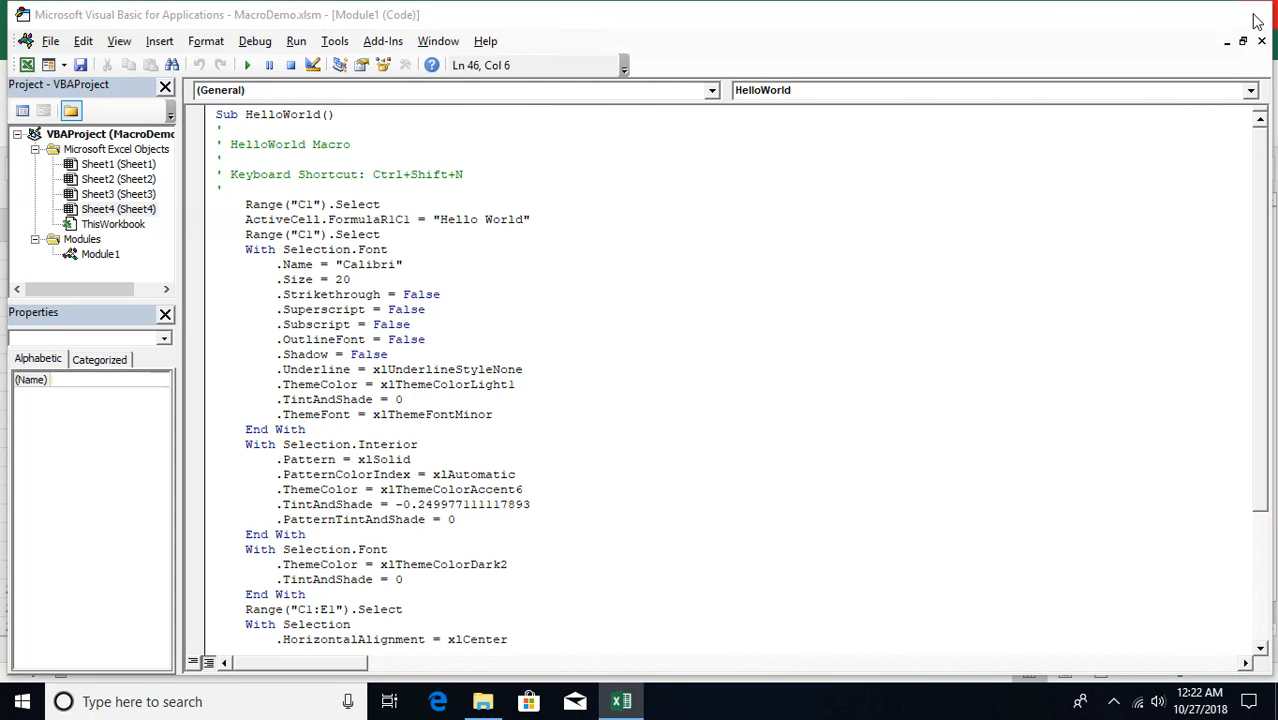 Microsoft Visual Basic for Applications - MacroDemo.xlsm - [Module1 (Code)]
File Edit View Insert Format Debug Run Tools Add-Ins Window Help
Ln 46, Col 6
Project - VBAProject
(General)
HelloWorld
VBAProject (MacroDemo
Microsoft Excel Objects
Sheet1 (Sheet1)
Sheet2 (Sheet2)
Sheet3 (Sheet3)
Sheet4 (Sheet4)
ThisWorkbook
Modules
Module1
Properties
Alphabetic Categorized
(Name)
Sub HelloWorld()
'
' HelloWorld Macro
'
' Keyboard Shortcut: Ctrl+Shift+N
'
Range("C1").Select
ActiveCell.FormulaR1C1 = "Hello World"
Range("C1").Select
With Selection.Font
.Name = "Calibri"
.Size = 20
.Strikethrough = False
.Superscript = False
.Subscript = False
.OutlineFont = False
.Shadow = False
.Underline = xlUnderlineStyleNone
.ThemeColor = xlThemeColorLight1
.TintAndShade = 0
.ThemeFont = xlThemeFontMinor
End With
With Selection.Interior
.Pattern = xlSolid
.PatternColorIndex = xlAutomatic
.ThemeColor = xlThemeColorAccent6
.TintAndShade = -0.249977111117893
.PatternTintAndShade = 0
End With
With Selection.Font
.ThemeColor = xlThemeColorDark2
.TintAndShade = 0
End With
Range("C1:E1").Select
With Selection
.HorizontalAlignment = xlCenter
Type here to search
12:22 AM
10/27/2018